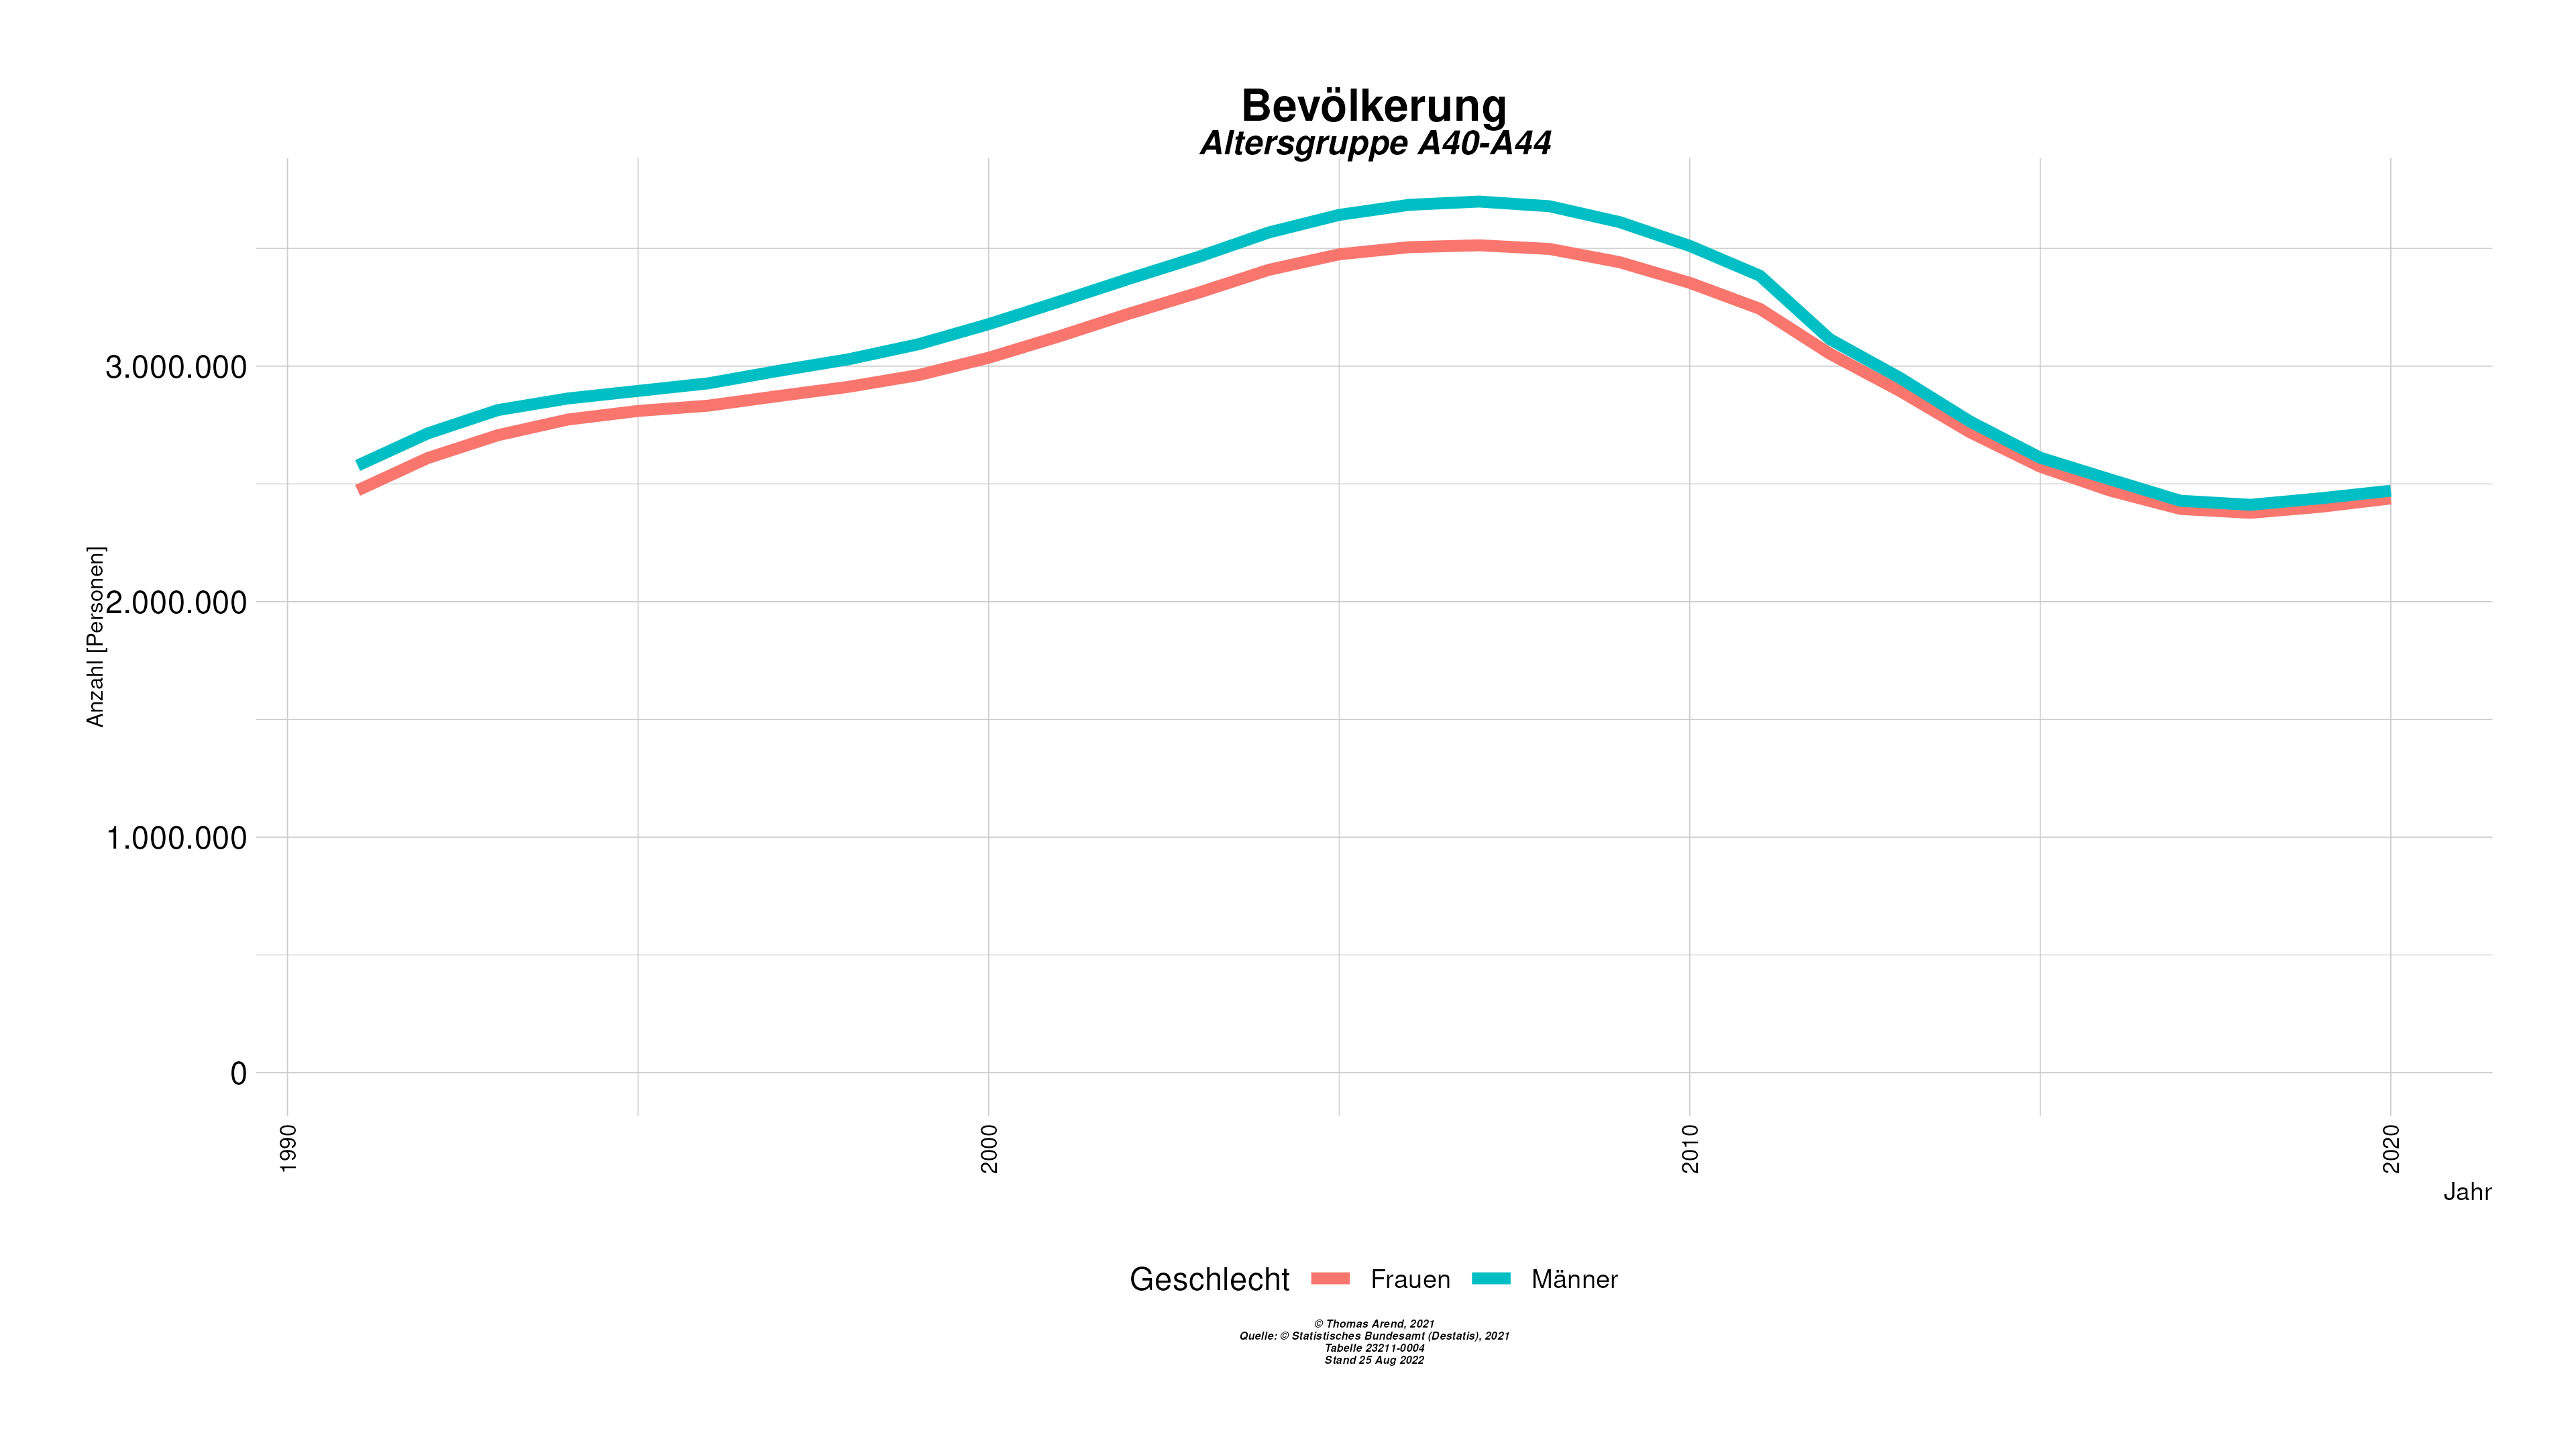 Bevölkerung
Altersgruppe A40-A44
Anzahl [Personen]
3.000.000
2.000.000
1.000.000
0
1990
2000
2010
2020
Jahr
Geschlecht Frauen Männer
© Thomas Arend, 2021
Quelle: © Statistisches Bundesamt (Destatis), 2021
Tabelle 23211-0004
Stand 25 Aug 2022